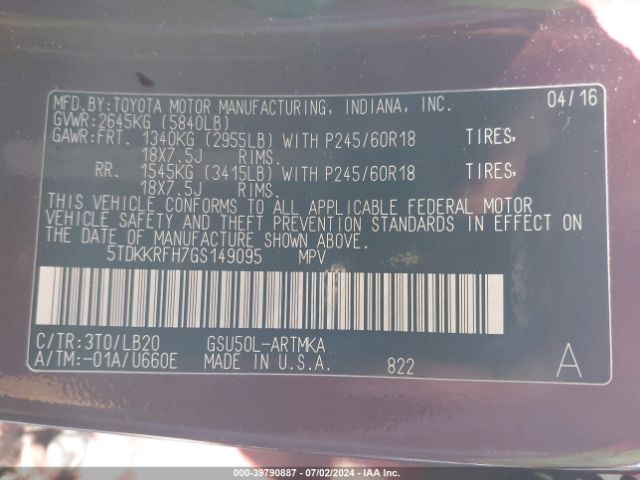 MFD.BY:TOYOTA MOTOR MANUFACTURING, INDIANA, INC. 04/16
GVWR:2645KG (5840LB)
GAWR:FRT. 1340KG (2955LB) WITH P245/60R18 TIRES,
18X7.5J RIMS.
RR. 1545KG (3415LB) WITH P245/60R18 TIRES,
18X7.5J RIMS.
THIS VEHICLE CONFORMS TO ALL APPLICABLE FEDERAL MOTOR
VEHICLE SAFETY AND THEFT PREVENTION STANDARDS IN EFFECT ON
THE DATE OF MANUFACTURE SHOWN ABOVE.
5TDKKRFH7GS149095 MPV
C/TR:3T0/LB20 GSU50L-ARTMKA
A/TM:-01A/U660E MADE IN U.S.A. 822 A
000-39790887 - 07/02/2024 - IAA Inc.